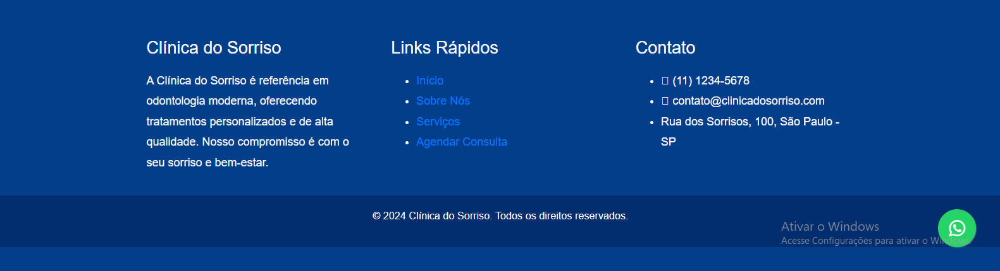 Clínica do Sorriso
A Clínica do Sorriso é referência em
odontologia moderna, oferecendo
tratamentos personalizados e de alta
qualidade. Nosso compromisso é com o
seu sorriso e bem-estar.
Links Rápidos
Início
Sobre Nós
Serviços
Agendar Consulta
Contato
(11) 1234-5678
contato@clinicadosorriso.com
Rua dos Sorrisos, 100, São Paulo -
SP
© 2024 Clínica do Sorriso. Todos os direitos reservados.
Ativar o Windows
Acesse Configurações para ativar o Windows.